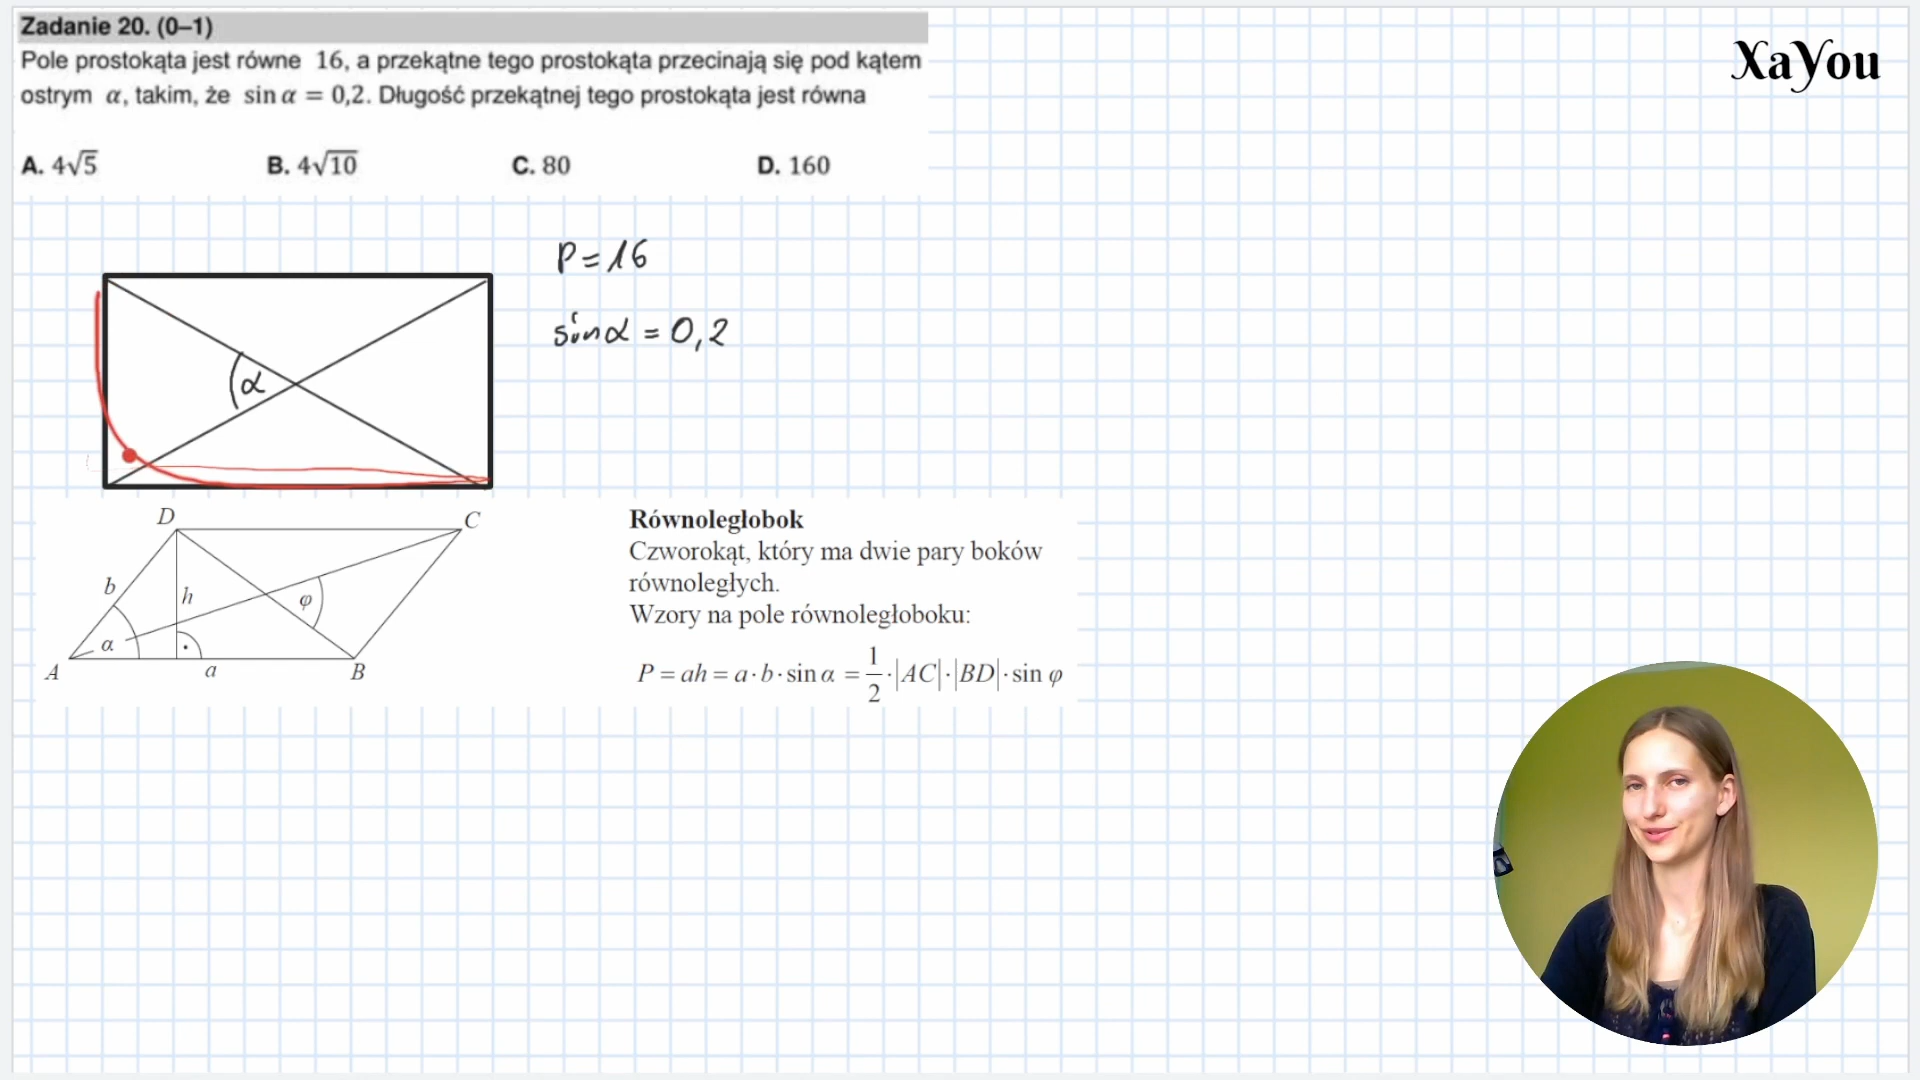 Zadanie 20. (0–1)
Pole prostokąta jest równe 16, a przekątne tego prostokąta przecinają się pod kątem
ostrym α, takim, że sin α = 0,2. Długość przekątnej tego prostokąta jest równa
A. 4√5 B. 4√10 C. 80 D. 160
XaYou
P = 16
sinα = 0,2
α
D C
b h φ
α
A a B
Równoległobok
Czworokąt, który ma dwie pary boków
równoległych.
Wzory na pole równoległoboku:
P = ah = a·b·sin α = 1/2·|AC|·|BD|·sin φ